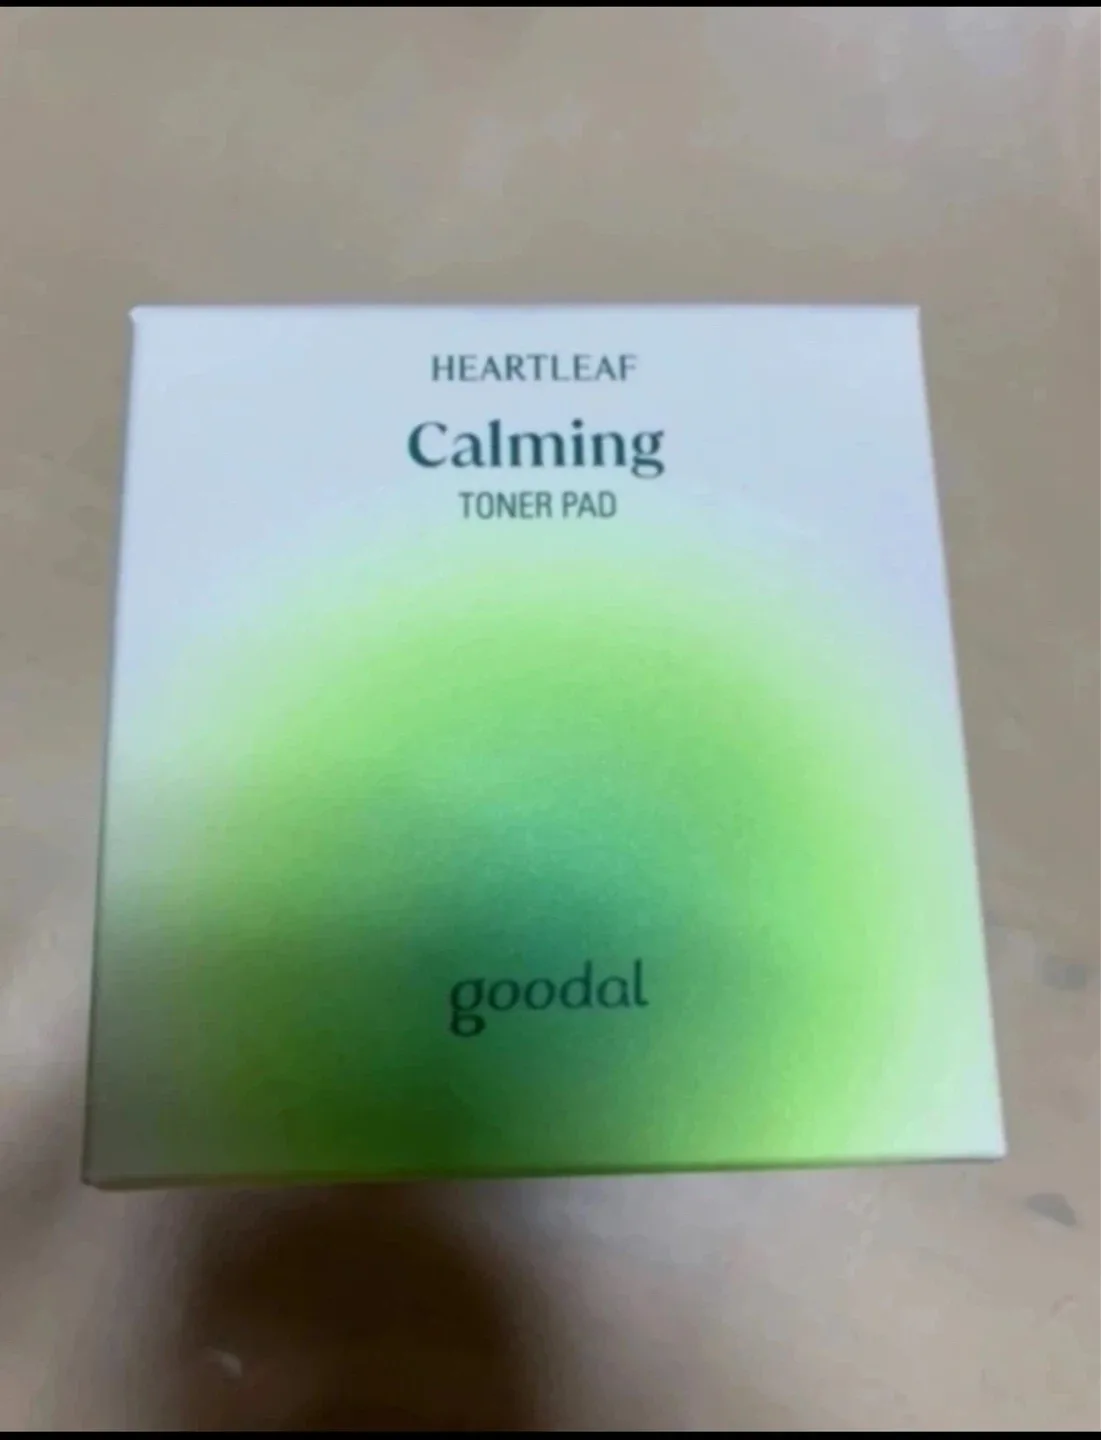 HEARTLEAF
Calming
TONER PAD
goodal